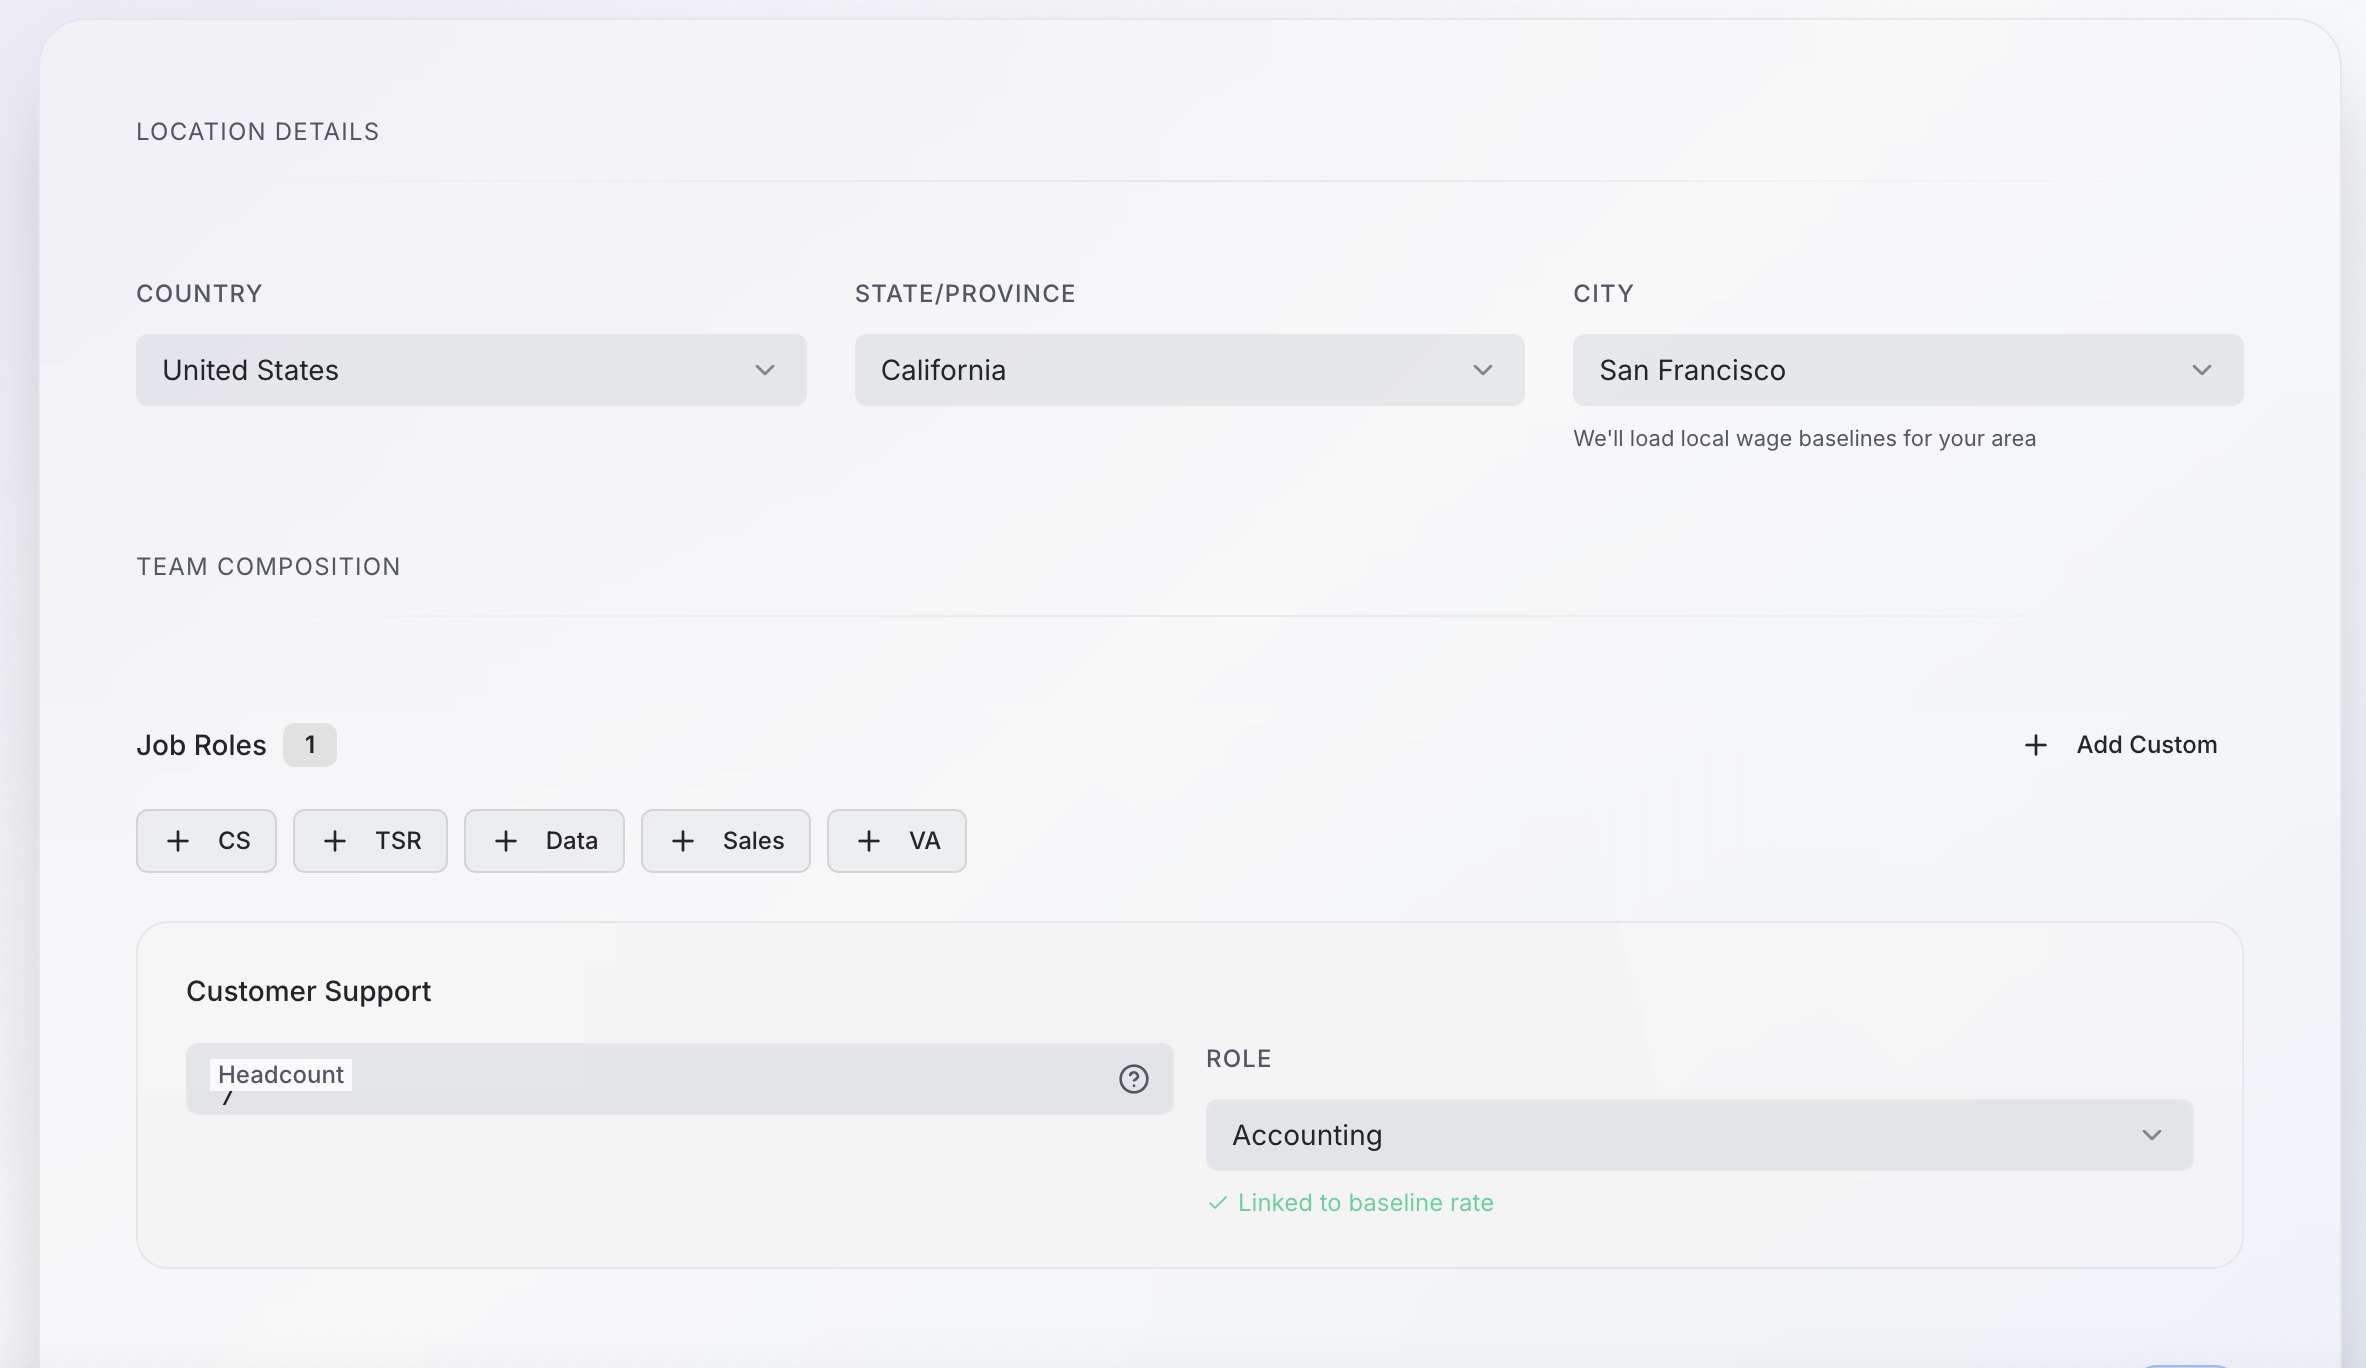 LOCATION DETAILS
COUNTRY
STATE/PROVINCE
CITY
United States
California
San Francisco
We'll load local wage baselines for your area
TEAM COMPOSITION
Job Roles 1
Add Custom
CS
TSR
Data
Sales
VA
Customer Support
Headcount
ROLE
Accounting
Linked to baseline rate